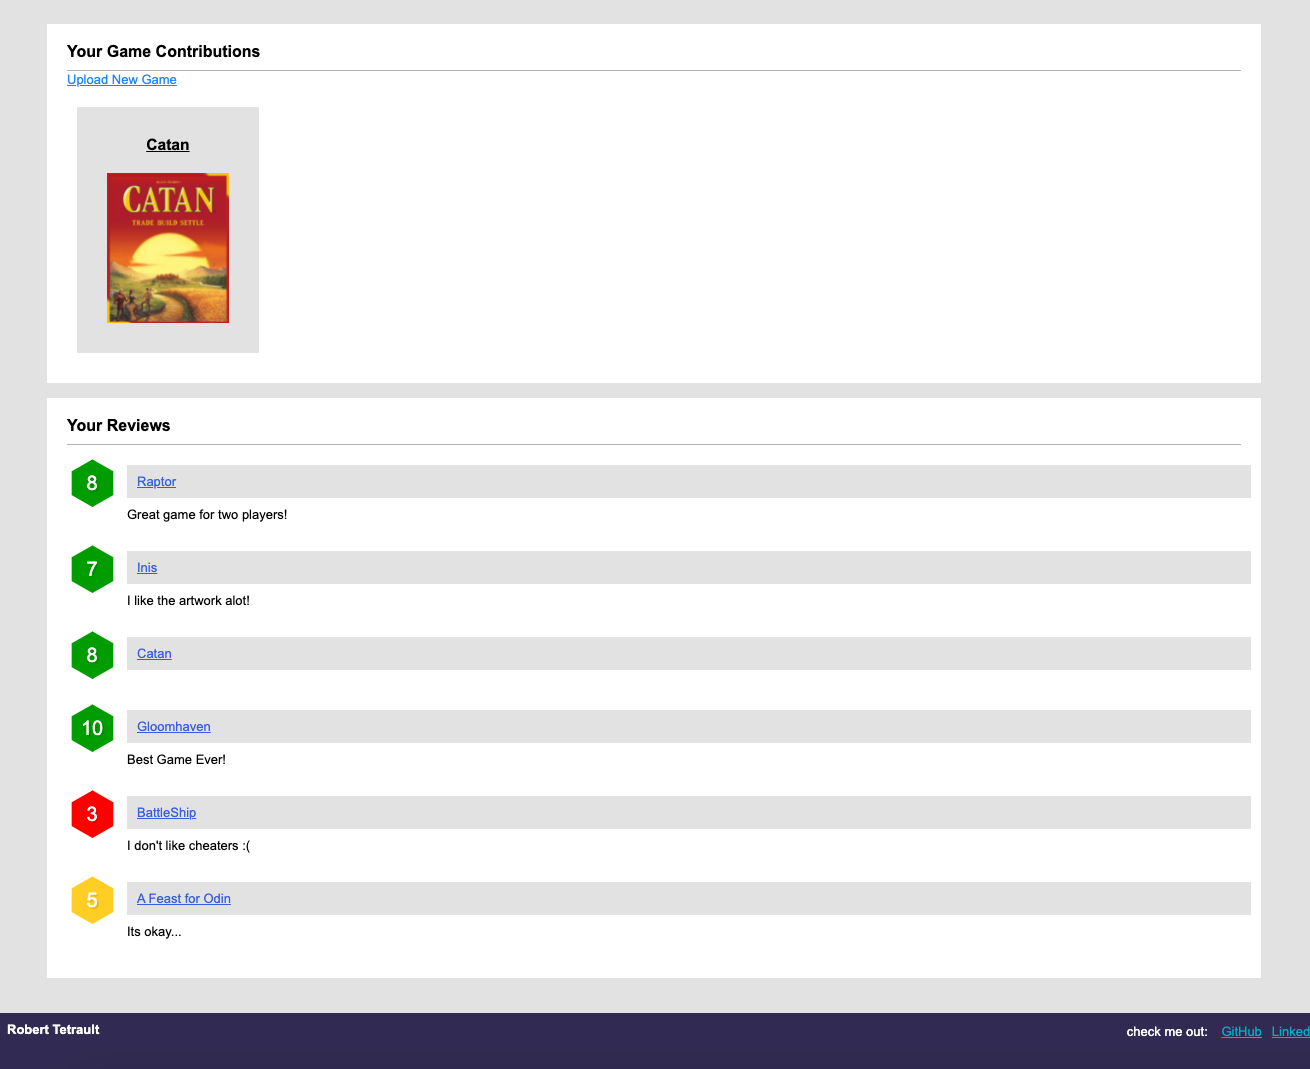 Your Game Contributions
Upload New Game
Catan
CATAN
TRADE BUILD SETTLE
Your Reviews
8
Raptor
Great game for two players!
7
Inis
I like the artwork alot!
8
Catan
10
Gloomhaven
Best Game Ever!
3
BattleShip
I don't like cheaters :(
5
A Feast for Odin
Its okay...
Robert Tetrault
check me out: GitHub Linked